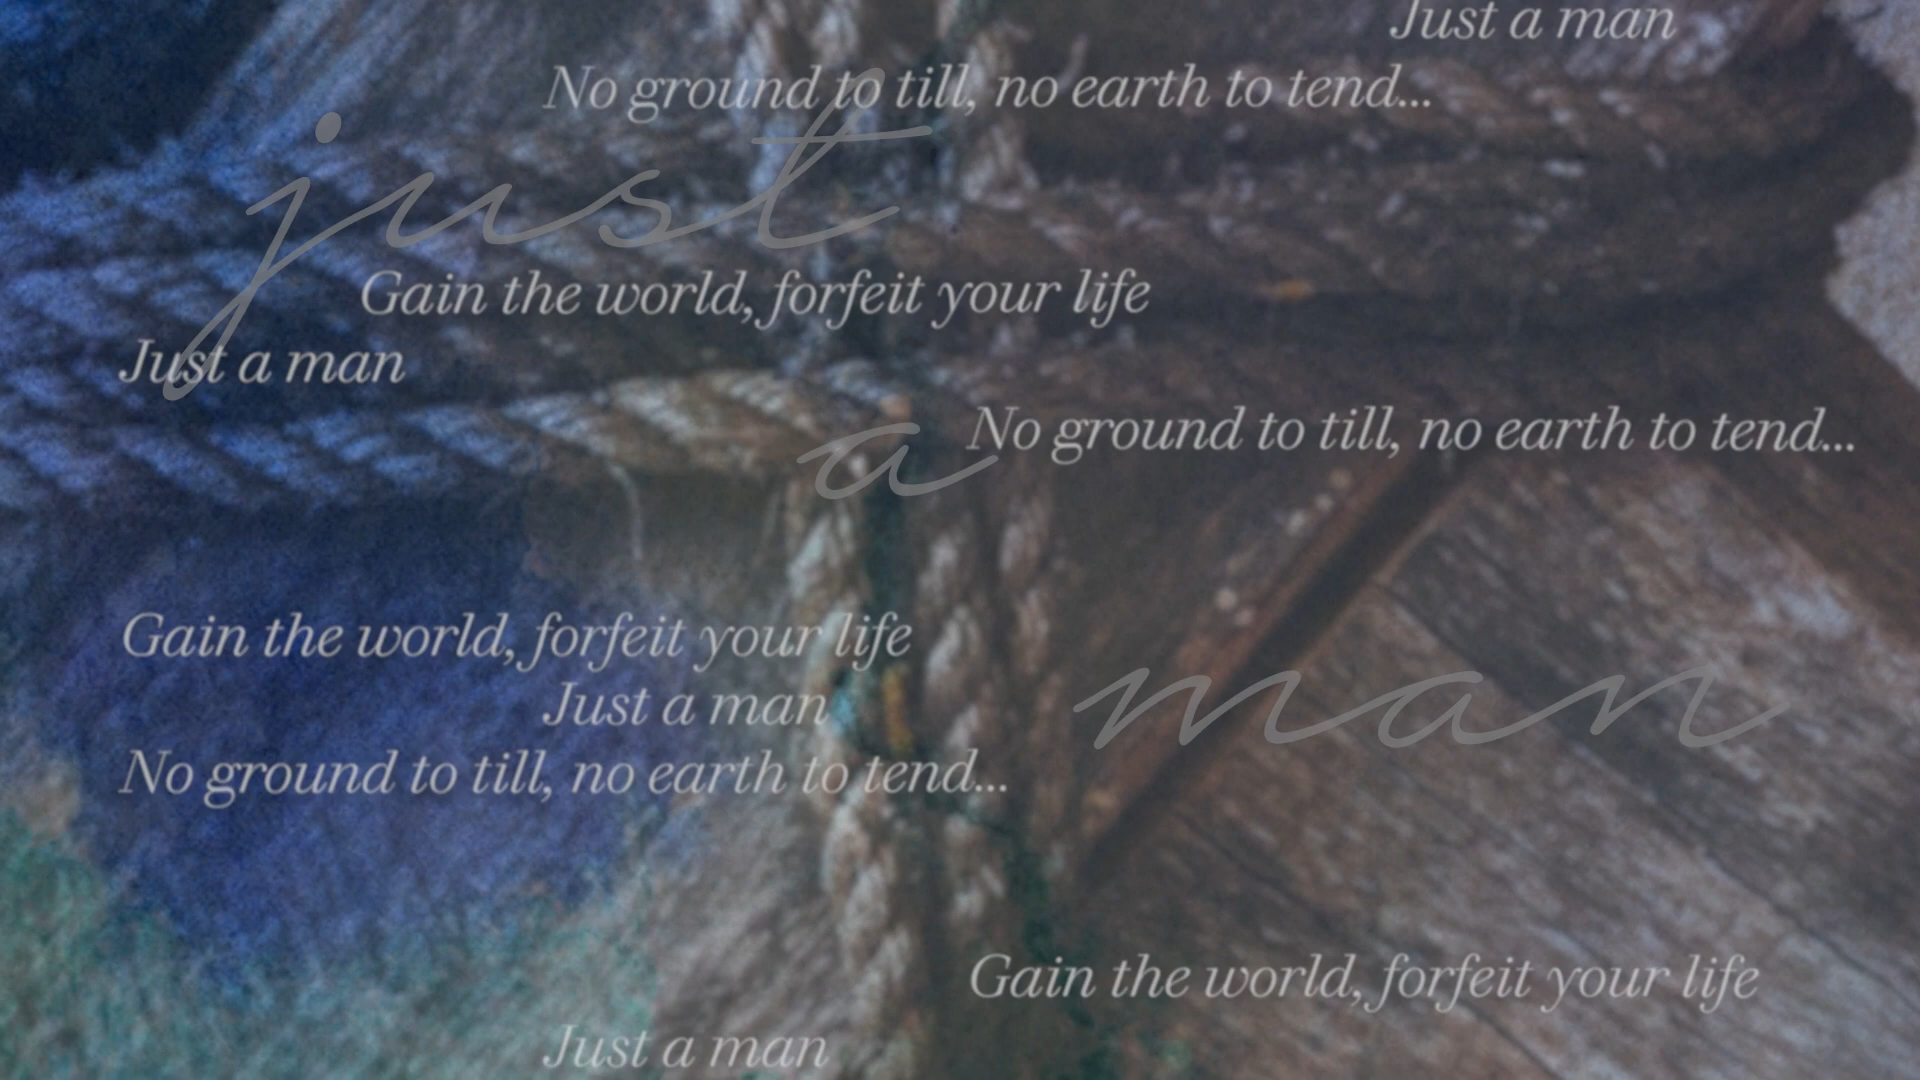 Just a man
No ground to till, no earth to tend...
just
Gain the world, forfeit your life
Just a man
No ground to till, no earth to tend...
a
Gain the world, forfeit your life
Just a man
man
No ground to till, no earth to tend...
Gain the world, forfeit your life
Just a man